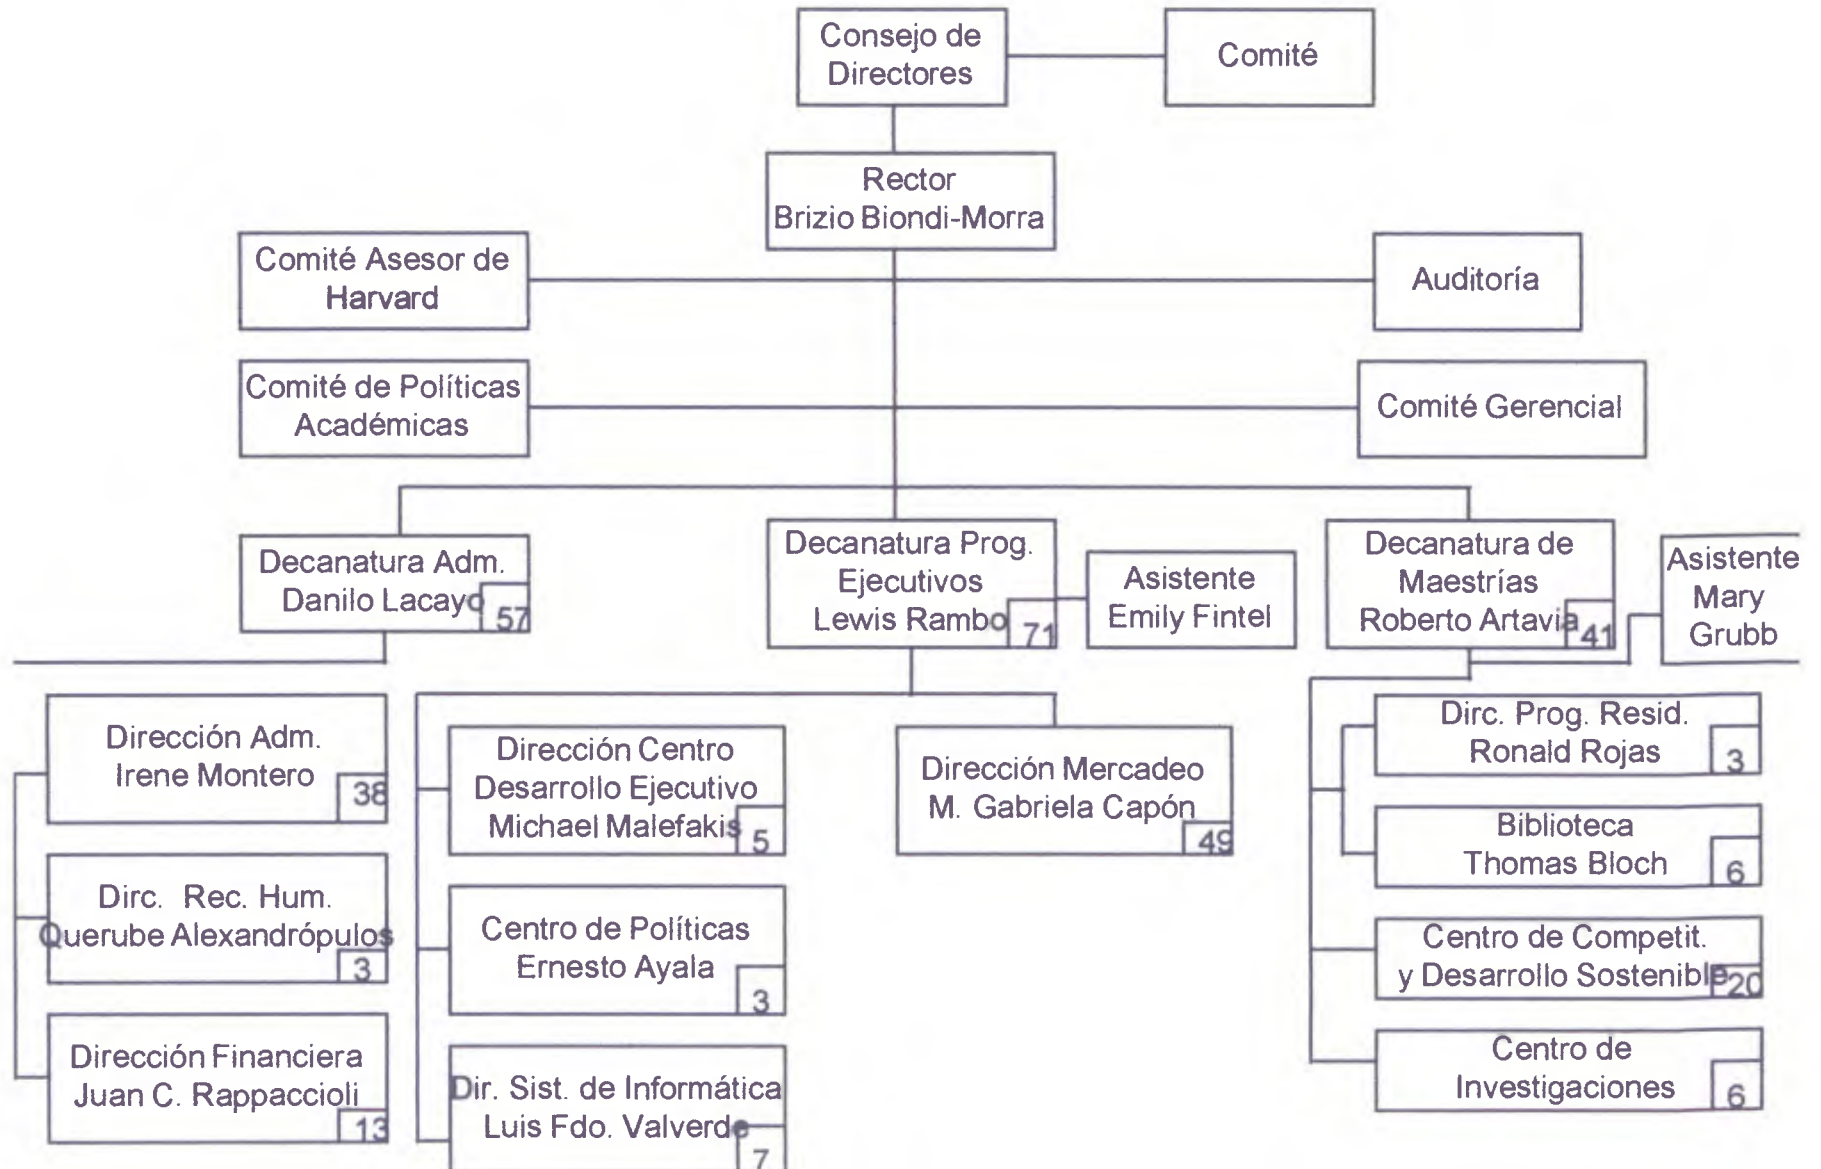 Consejo de
Directores
Comité
Rector
Brizio Biondi-Morra
Comité Asesor de
Harvard
Auditoría
Comité de Políticas
Académicas
Comité Gerencial
Decanatura Adm.
Danilo Lacayo
57
Decanatura Prog.
Ejecutivos
Lewis Rambo
71
Asistente
Emily Fintel
Decanatura de
Maestrías
Roberto Artavia
41
Asistente
Mary
Grubb
Dirección Adm.
Irene Montero
38
Dirc. Rec. Hum.
Querube Alexandrópulos
3
Dirección Financiera
Juan C. Rappaccioli
13
Dirección Centro
Desarrollo Ejecutivo
Michael Malefakis
5
Centro de Políticas
Ernesto Ayala
3
Dir. Sist. de Informática
Luis Fdo. Valverde
7
Dirección Mercadeo
M. Gabriela Capón
49
Dirc. Prog. Resid.
Ronald Rojas
3
Biblioteca
Thomas Bloch
6
Centro de Competit.
y Desarrollo Sostenible
20
Centro de
Investigaciones
6